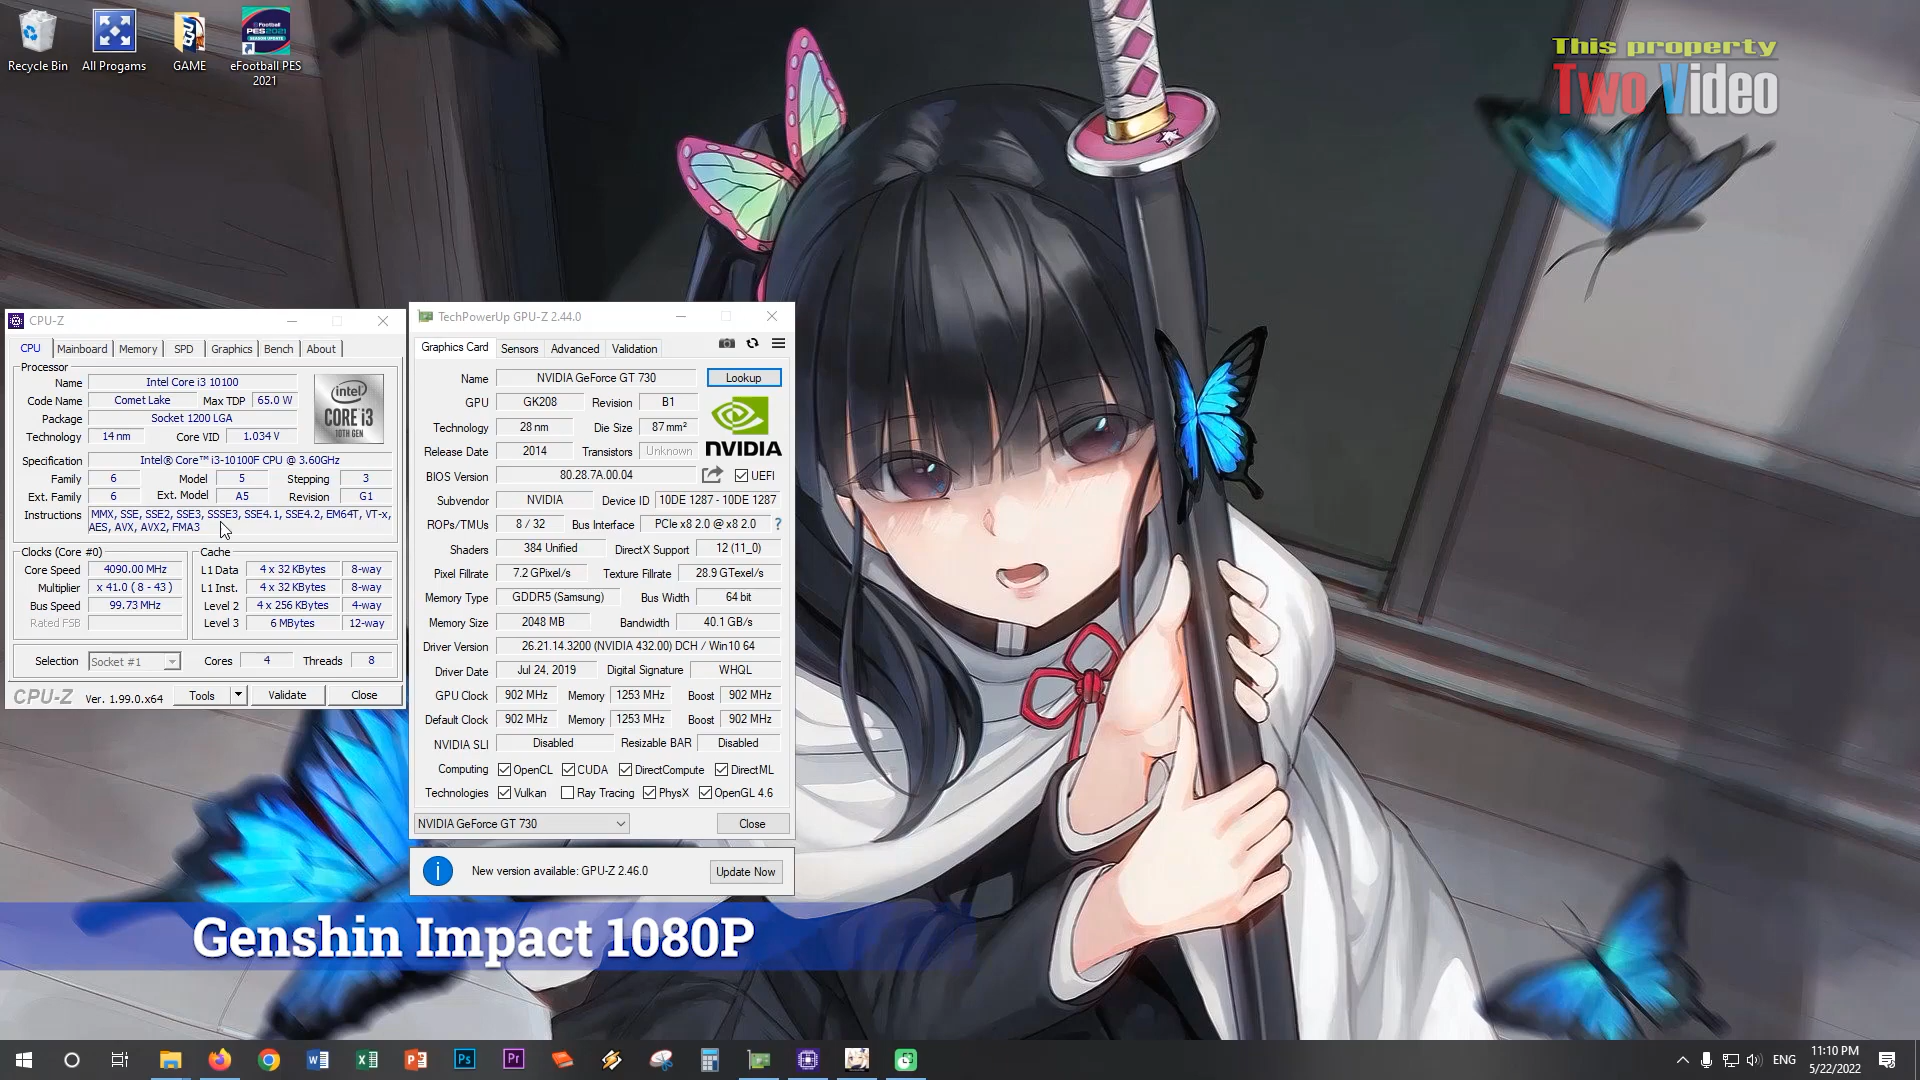 Recycle Bin
All Progams
GAME
eFootball PES
2021
This property
Two Video
CPU-Z
CPU Mainboard Memory SPD Graphics Bench About
Processor
Name Intel Core i3 10100
Code Name Comet Lake Max TDP 65.0 W
Package Socket 1200 LGA
Technology 14 nm Core VID 1.034 V
intel
CORE i3
10TH GEN
Specification Intel® Core™ i3-10100F CPU @ 3.60GHz
Family 6 Model 5 Stepping 3
Ext. Family 6 Ext. Model A5 Revision G1
Instructions MMX, SSE, SSE2, SSE3, SSSE3, SSE4.1, SSE4.2, EM64T, VT-x,
AES, AVX, AVX2, FMA3
Clocks (Core #0)
Core Speed 4090.00 MHz
Multiplier x 41.0 ( 8 - 43 )
Bus Speed 99.73 MHz
Rated FSB
Cache
L1 Data 4 x 32 KBytes 8-way
L1 Inst. 4 x 32 KBytes 8-way
Level 2 4 x 256 KBytes 4-way
Level 3 6 MBytes 12-way
Selection Socket #1 Cores 4 Threads 8
CPU-Z Ver. 1.99.0.x64 Tools Validate Close
TechPowerUp GPU-Z 2.44.0
Graphics Card Sensors Advanced Validation
Name NVIDIA GeForce GT 730 Lookup
GPU GK208 Revision B1
Technology 28 nm Die Size 87 mm²
Release Date 2014 Transistors Unknown
NVIDIA
BIOS Version 80.28.7A.00.04 UEFI
Subvendor NVIDIA Device ID 10DE 1287 - 10DE 1287
ROPs/TMUs 8 / 32 Bus Interface PCIe x8 2.0 @ x8 2.0 ?
Shaders 384 Unified DirectX Support 12 (11_0)
Pixel Fillrate 7.2 GPixel/s Texture Fillrate 28.9 GTexel/s
Memory Type GDDR5 (Samsung) Bus Width 64 bit
Memory Size 2048 MB Bandwidth 40.1 GB/s
Driver Version 26.21.14.3200 (NVIDIA 432.00) DCH / Win10 64
Driver Date Jul 24, 2019 Digital Signature WHQL
GPU Clock 902 MHz Memory 1253 MHz Boost 902 MHz
Default Clock 902 MHz Memory 1253 MHz Boost 902 MHz
NVIDIA SLI Disabled Resizable BAR Disabled
Computing OpenCL CUDA DirectCompute DirectML
Technologies Vulkan Ray Tracing PhysX OpenGL 4.6
NVIDIA GeForce GT 730 Close
New version available: GPU-Z 2.46.0 Update Now
Genshin Impact 1080P
ENG
11:10 PM
5/22/2022